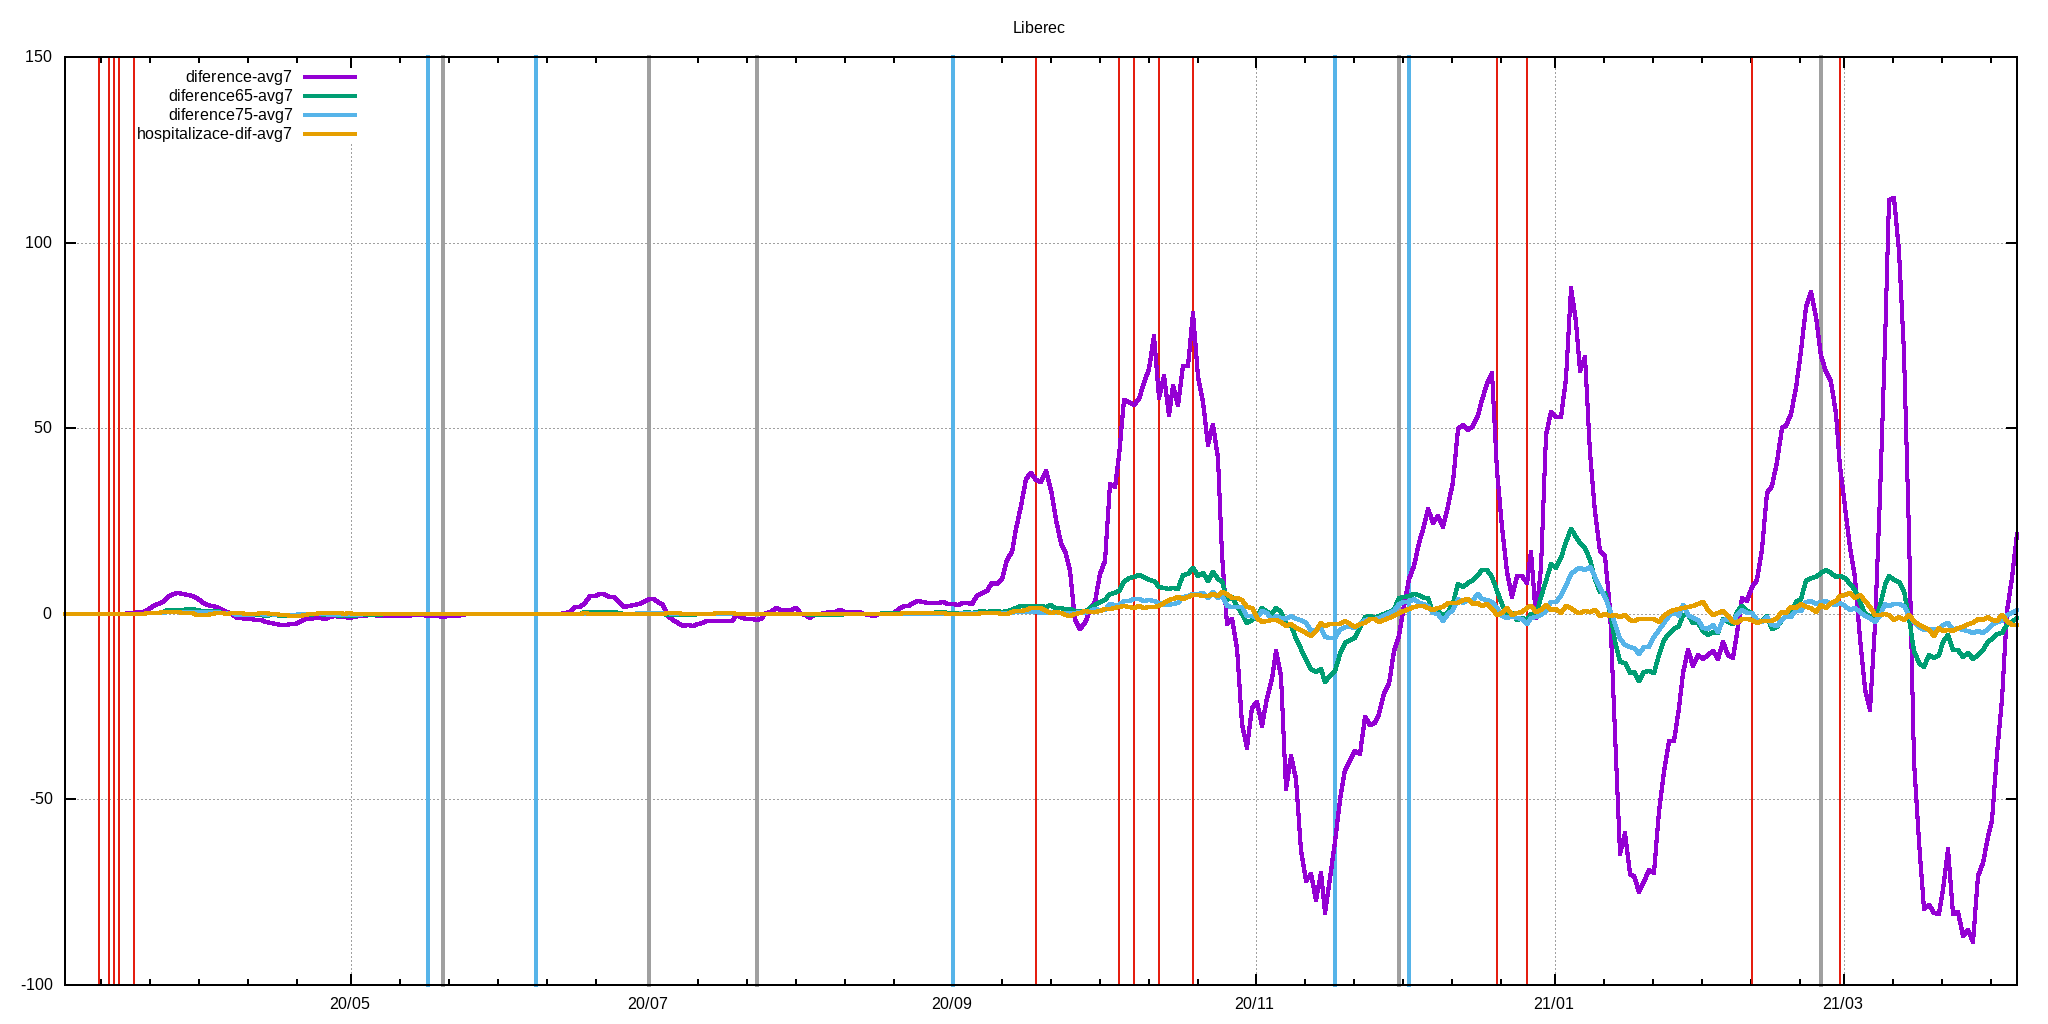 Liberec
150
diference-avg7
diference65-avg7
diference75-avg7
hospitalizace-dif-avg7
100
50
0
-50
-100
20/05 20/07 20/09 20/11 21/01 21/03